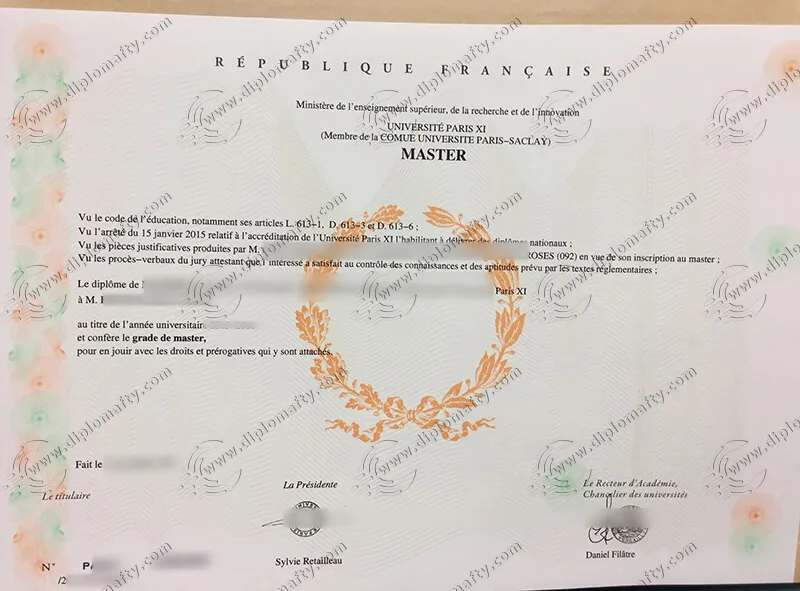 RÉPUBLIQUE FRANÇAISE
Ministère de l'enseignement supérieur, de la recherche et de l'innovation
UNIVERSITÉ PARIS XI
(Membre de la COMUE UNIVERSITE PARIS–SACLAY)
MASTER
Vu le code de l'éducation, notamment ses articles L. 613–1, D. 613–3 et D. 613–6 ;
Vu l'arrêté du 15 janvier 2015 relatif à l'accréditation de l'Université Paris XI l'habilitant à délivrer des diplômes nationaux ;
Vu les pièces justificatives produites par M. ROSES (092) en vue de son inscription au master ;
Vu les procès–verbaux du jury attestant que l'intéressé a satisfait au contrôle des connaissances et des aptitudes prévu par les textes réglementaires ;
Le diplôme de Paris XI
à M.
au titre de l'année universitair
et confère le grade de master,
pour en jouir avec les droits et prérogatives qui y sont attachés.
Fait le
Le titulaire
La Présidente
Le Recteur d'Académie,
Chancelier des universités
Sylvie Retailleau
Daniel Filâtre
N° P
/2
www.diplomafty.com